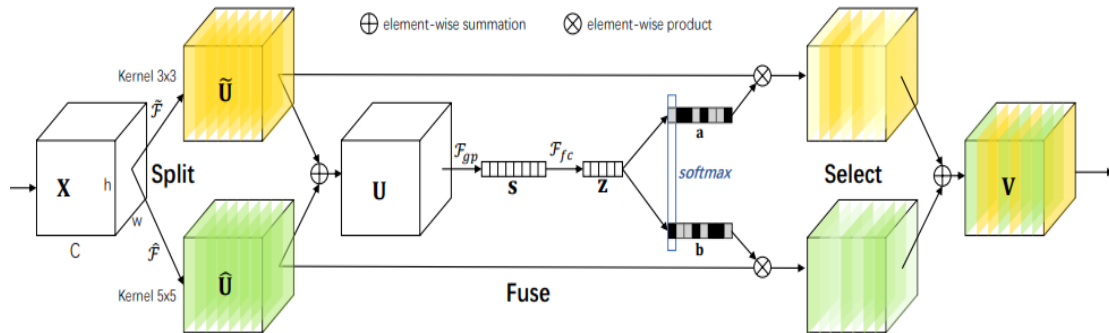 ⊕ element-wise summation ⊗ element-wise product
Kernel 3x3
Ũ
F̃
X
h
w
C
Split
F̂
Kernel 5x5
Û
U
F_gp
s
F_fc
z
a
softmax
b
Fuse
Select
V